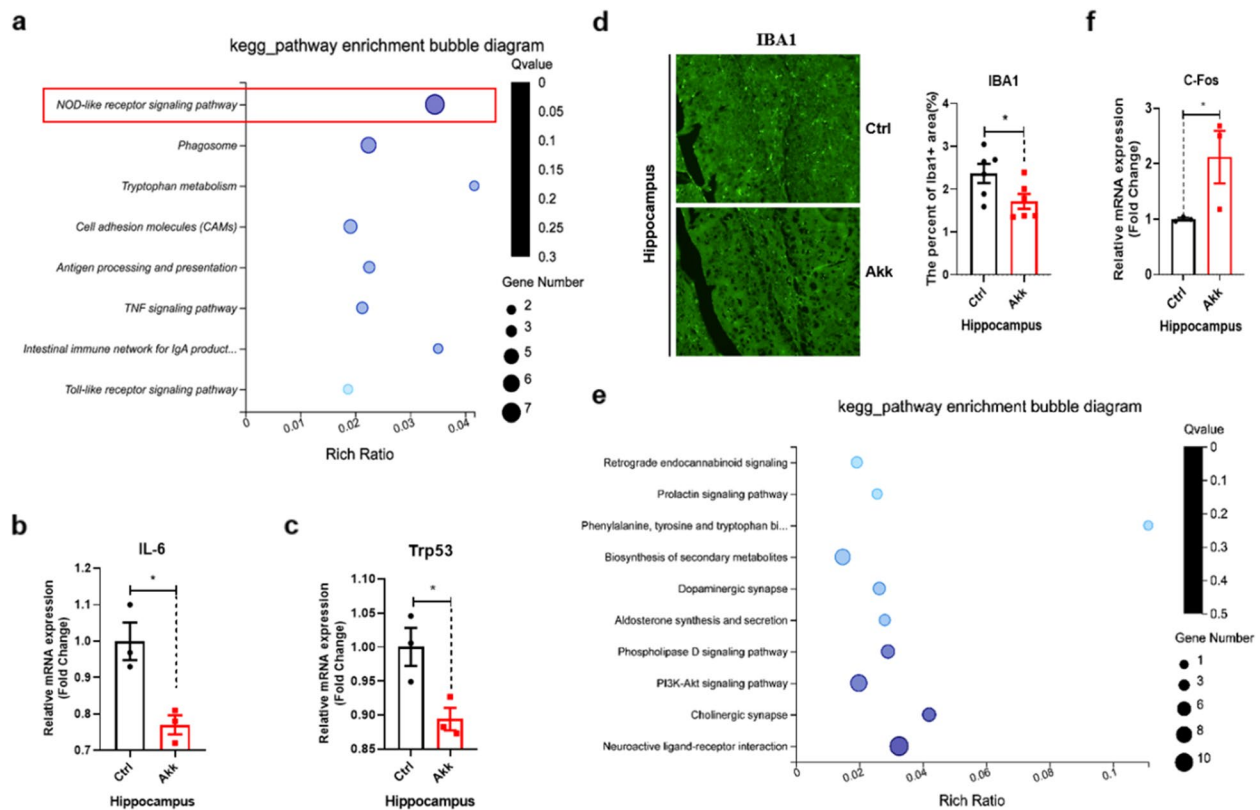 a
kegg_pathway enrichment bubble diagram
NOD-like receptor signaling pathway
Phagosome
Tryptophan metabolism
Cell adhesion molecules (CAMs)
Antigen processing and presentation
TNF signaling pathway
Intestinal immune network for IgA product...
Toll-like receptor signaling pathway
0 0.01 0.02 0.03 0.04
Rich Ratio
Qvalue
0
0.05
0.1
0.15
0.2
0.25
0.3
Gene Number
2
3
5
6
7
b
IL-6
*
Relative mRNA expression
(Fold Change)
1.2
1.1
1.0
0.9
0.8
0.7
Ctrl Akk
Hippocampus
c
Trp53
*
Relative mRNA expression
(Fold Change)
1.10
1.05
1.00
0.95
0.90
0.85
Ctrl Akk
Hippocampus
d
IBA1
Hippocampus
Ctrl
Akk
IBA1
*
The percent of Iba1+ area(%)
4
3
2
1
0
Ctrl Akk
Hippocampus
e
kegg_pathway enrichment bubble diagram
Retrograde endocannabinoid signaling
Prolactin signaling pathway
Phenylalanine, tyrosine and tryptophan bi...
Biosynthesis of secondary metabolites
Dopaminergic synapse
Aldosterone synthesis and secretion
Phospholipase D signaling pathway
PI3K-Akt signaling pathway
Cholinergic synapse
Neuroactive ligand-receptor interaction
0 0.02 0.04 0.06 0.08 0.1
Rich Ratio
Qvalue
0
0.1
0.2
0.3
0.4
0.5
Gene Number
1
3
6
8
10
f
C-Fos
*
Relative mRNA expression
(Fold Change)
3
2
1
0
Ctrl Akk
Hippocampus